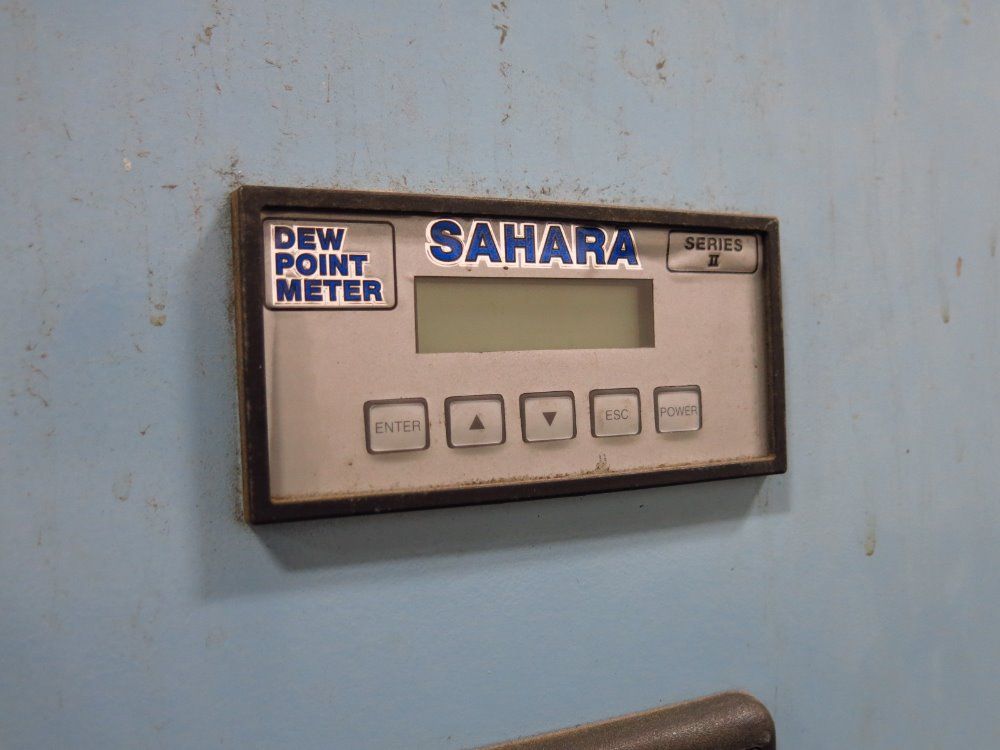 DEW
POINT
METER
SAHARA
SERIES
II
ENTER
▲
▼
ESC
POWER